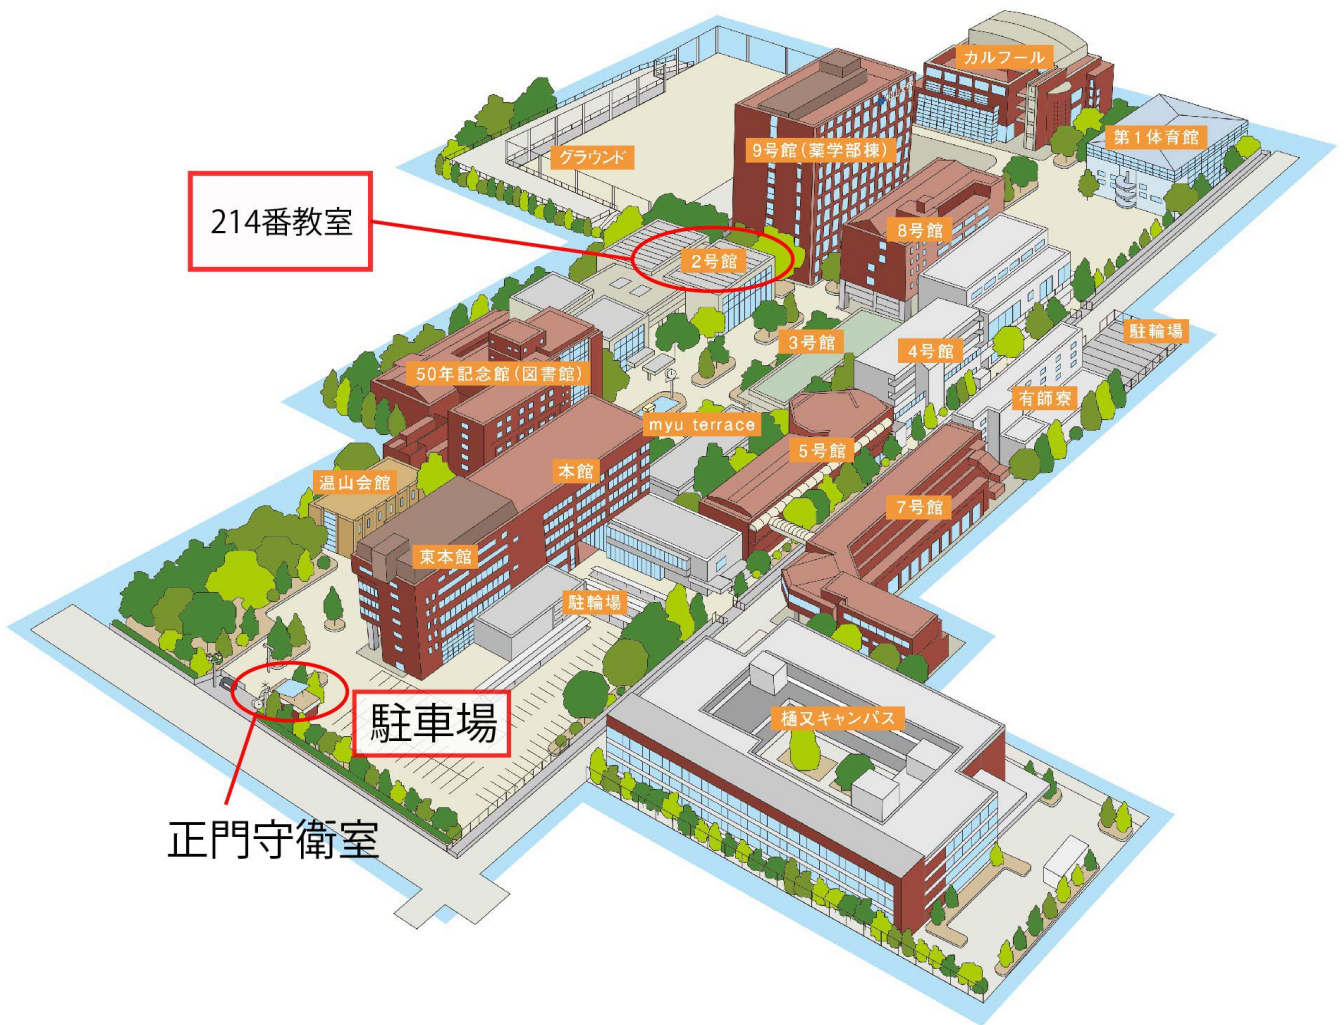 カルフール
第1体育館
9号館(薬学部棟)
グラウンド
214番教室
8号館
2号館
駐輪場
3号館
4号館
50年記念館(図書館)
有師寮
myu terrace
5号館
本館
温山会館
7号館
東本館
駐輪場
樋又キャンパス
駐車場
正門守衛室